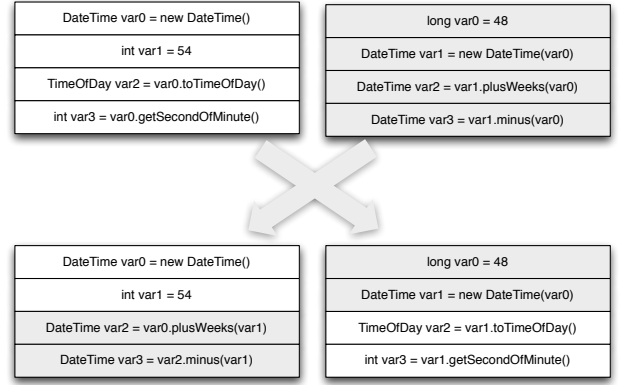 DateTime var0 = new DateTime()
int var1 = 54
TimeOfDay var2 = var0.toTimeOfDay()
int var3 = var0.getSecondOfMinute()
long var0 = 48
DateTime var1 = new DateTime(var0)
DateTime var2 = var1.plusWeeks(var0)
DateTime var3 = var1.minus(var0)
DateTime var0 = new DateTime()
int var1 = 54
DateTime var2 = var0.plusWeeks(var1)
DateTime var3 = var2.minus(var1)
long var0 = 48
DateTime var1 = new DateTime(var0)
TimeOfDay var2 = var1.toTimeOfDay()
int var3 = var1.getSecondOfMinute()